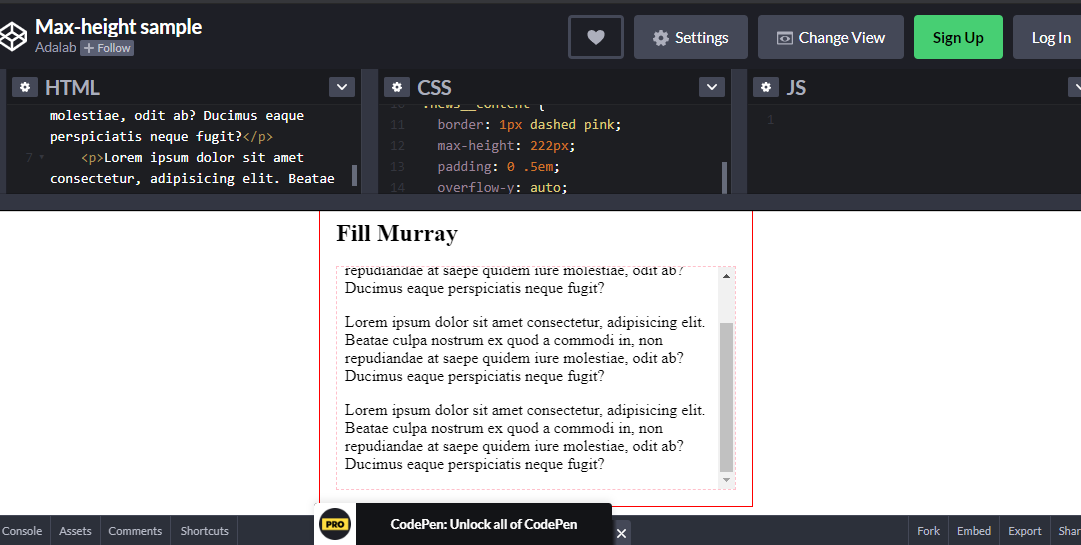 Max-height sample
Adalab + Follow
Settings
Change View
Sign Up
Log In
HTML
molestiae, odit ab? Ducimus eaque
perspiciatis neque fugit?</p>
7 <p>Lorem ipsum dolor sit amet
consectetur, adipisicing elit. Beatae
CSS
10 .news__content {
11 border: 1px dashed pink;
12 max-height: 222px;
13 padding: 0 .5em;
14 overflow-y: auto;
JS
1
Fill Murray
repudiandae at saepe quidem iure molestiae, odit ab?
Ducimus eaque perspiciatis neque fugit?
Lorem ipsum dolor sit amet consectetur, adipisicing elit.
Beatae culpa nostrum ex quod a commodi in, non
repudiandae at saepe quidem iure molestiae, odit ab?
Ducimus eaque perspiciatis neque fugit?
Lorem ipsum dolor sit amet consectetur, adipisicing elit.
Beatae culpa nostrum ex quod a commodi in, non
repudiandae at saepe quidem iure molestiae, odit ab?
Ducimus eaque perspiciatis neque fugit?
Console
Assets
Comments
Shortcuts
PRO
CodePen: Unlock all of CodePen
Fork
Embed
Export
Shar